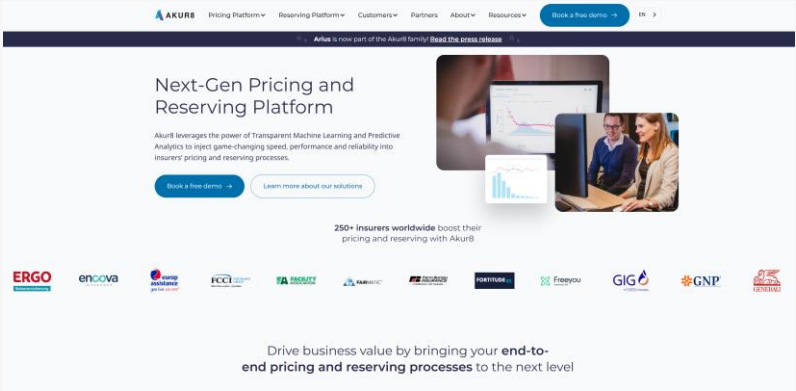 AKUR8 Pricing Platform Reserving Platform Customers Partners About Resources Book a free demo → EN
Arius is now part of the Akur8 family! Read the press release
Next-Gen Pricing and
Reserving Platform
Akur8 leverages the power of Transparent Machine Learning and Predictive
Analytics to inject game-changing speed, performance and reliability into
insurers' pricing and reserving processes.
Book a free demo → Learn more about our solutions
250+ insurers worldwide boost their
pricing and reserving with Akur8
ERGO encova europ assistance FCCI FACILITY FAIRMATIC FORTITUDE Freeyou GIG GNP GENERALI
Drive business value by bringing your end-to-
end pricing and reserving processes to the next level